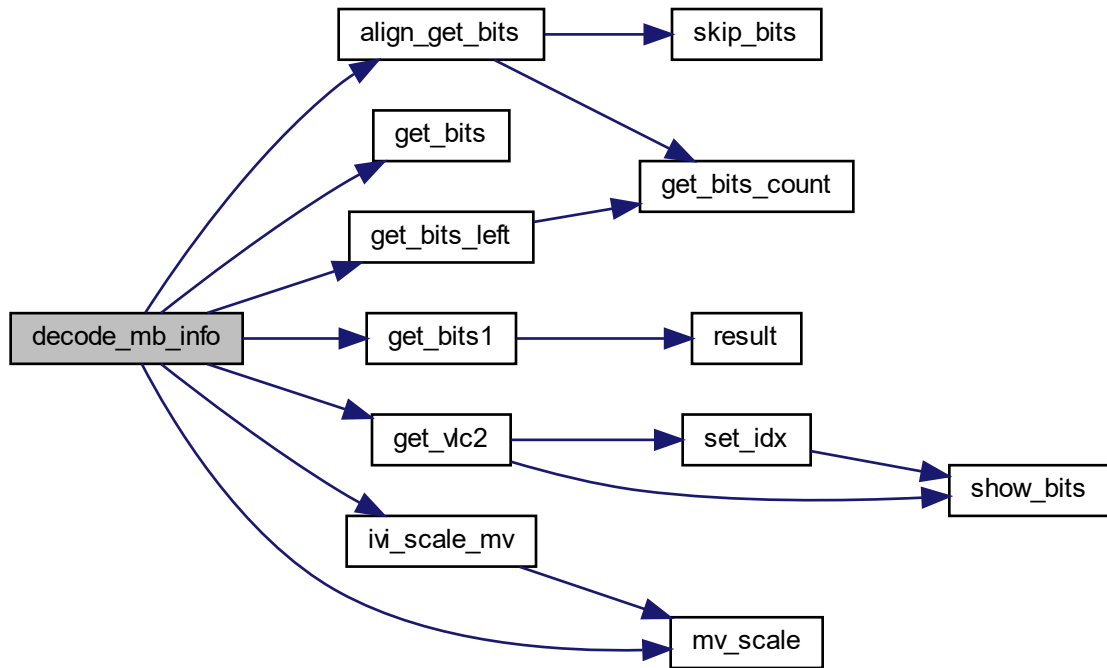 align_get_bits
skip_bits
get_bits
get_bits_count
get_bits_left
decode_mb_info
get_bits1
result
get_vlc2
set_idx
show_bits
ivi_scale_mv
mv_scale